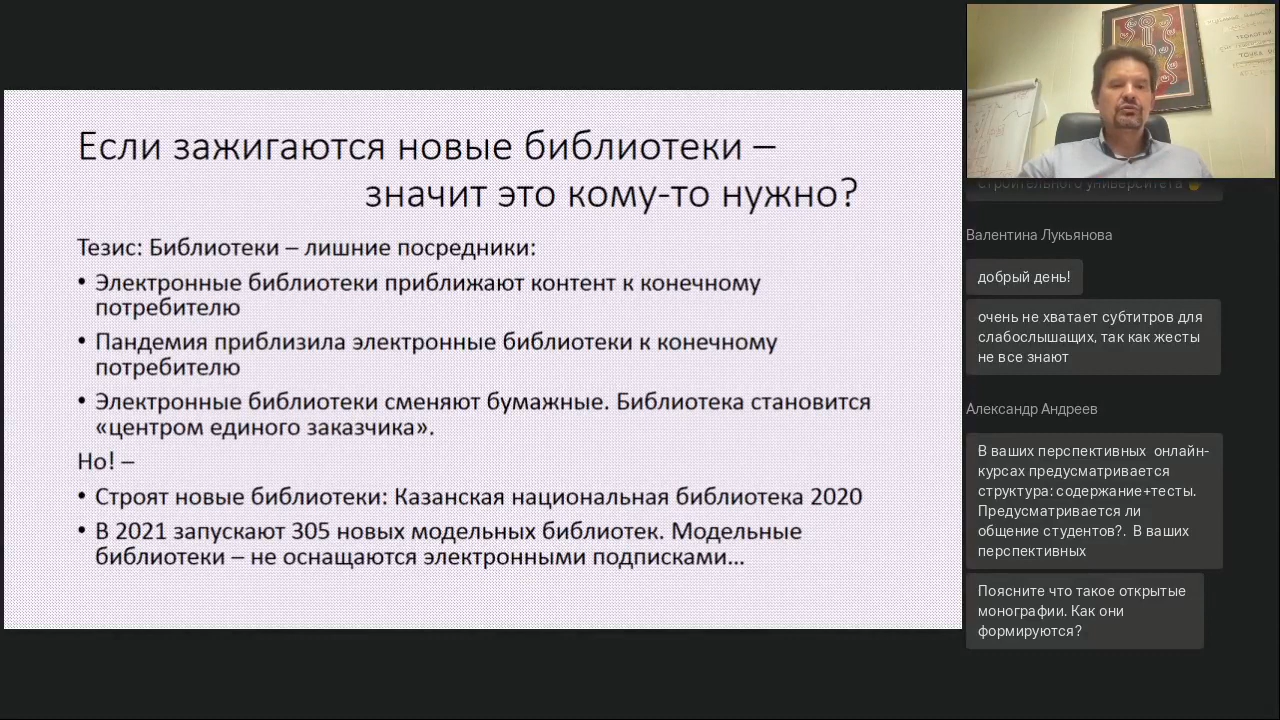 Если зажигаются новые библиотеки –
значит это кому-то нужно?
Тезис: Библиотеки – лишние посредники:
• Электронные библиотеки приближают контент к конечному
потребителю
• Пандемия приблизила электронные библиотеки к конечному
потребителю
• Электронные библиотеки сменяют бумажные. Библиотека становится
«центром единого заказчика».
Но! –
• Строят новые библиотеки: Казанская национальная библиотека 2020
• В 2021 запускают 305 новых модельных библиотек. Модельные
библиотеки – не оснащаются электронными подписками…
Строительного университета
Валентина Лукьянова
добрый день!
очень не хватает субтитров для
слабослышащих, так как жесты
не все знают
Александр Андреев
В ваших перспективных онлайн-
курсах предусматривается
структура: содержание+тесты.
Предусматривается ли
общение студентов?. В ваших
перспективных
Поясните что такое открытые
монографии. Как они
формируются?